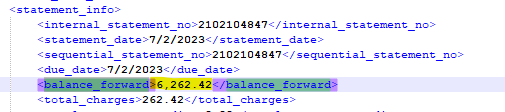 <statement_info>
<internal_statement_no>2102104847</internal_statement_no>
<statement_date>7/2/2023</statement_date>
<sequential_statement_no>2102104847</sequential_statement_no>
<due_date>7/2/2023</due_date>
<balance_forward>6,262.42</balance_forward>
<total_charges>262.42</total_charges>